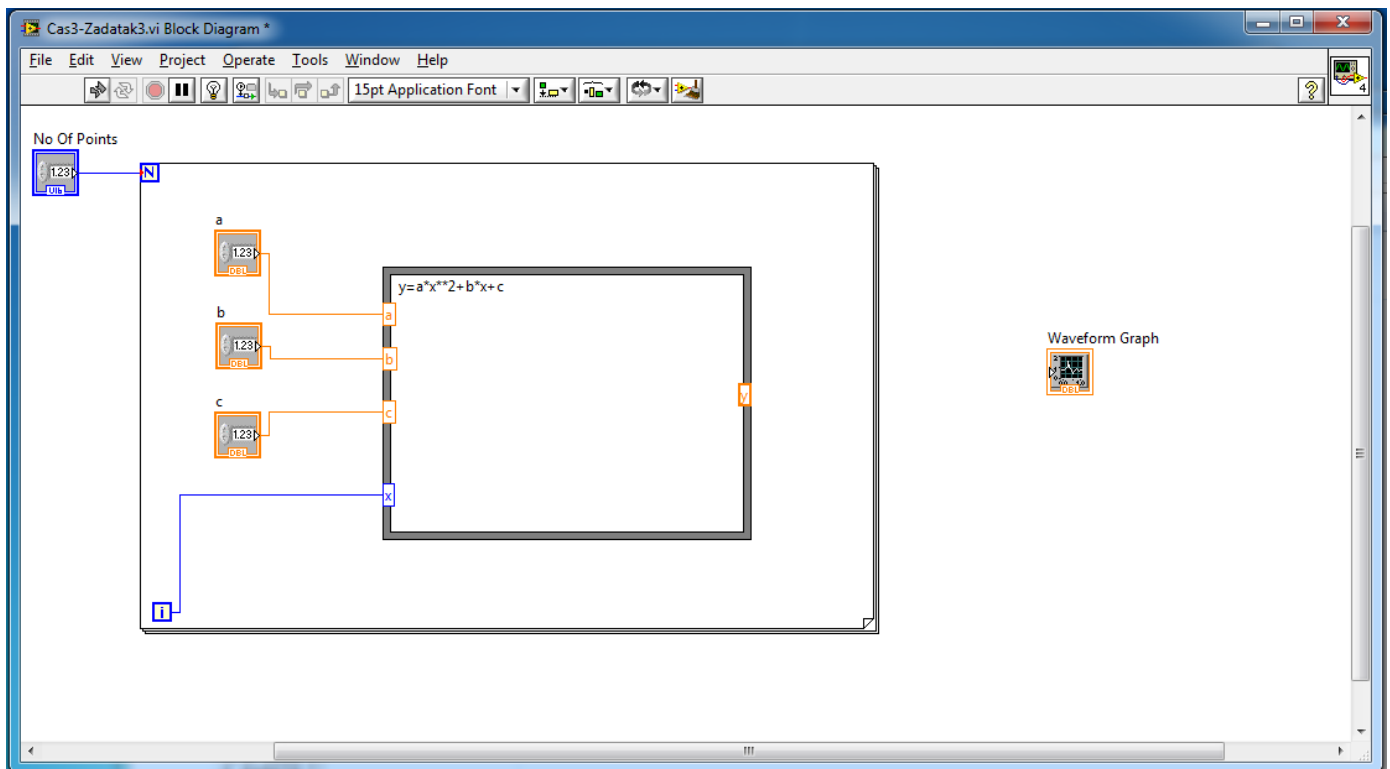 Cas3-Zadatak3.vi Block Diagram *
File Edit View Project Operate Tools Window Help
15pt Application Font
4
No Of Points
1.23
U16
N
a
1.23
DBL
y=a*x**2+b*x+c
a
b
1.23
DBL
b
Waveform Graph
DBL
y
c
1.23
DBL
c
x
i